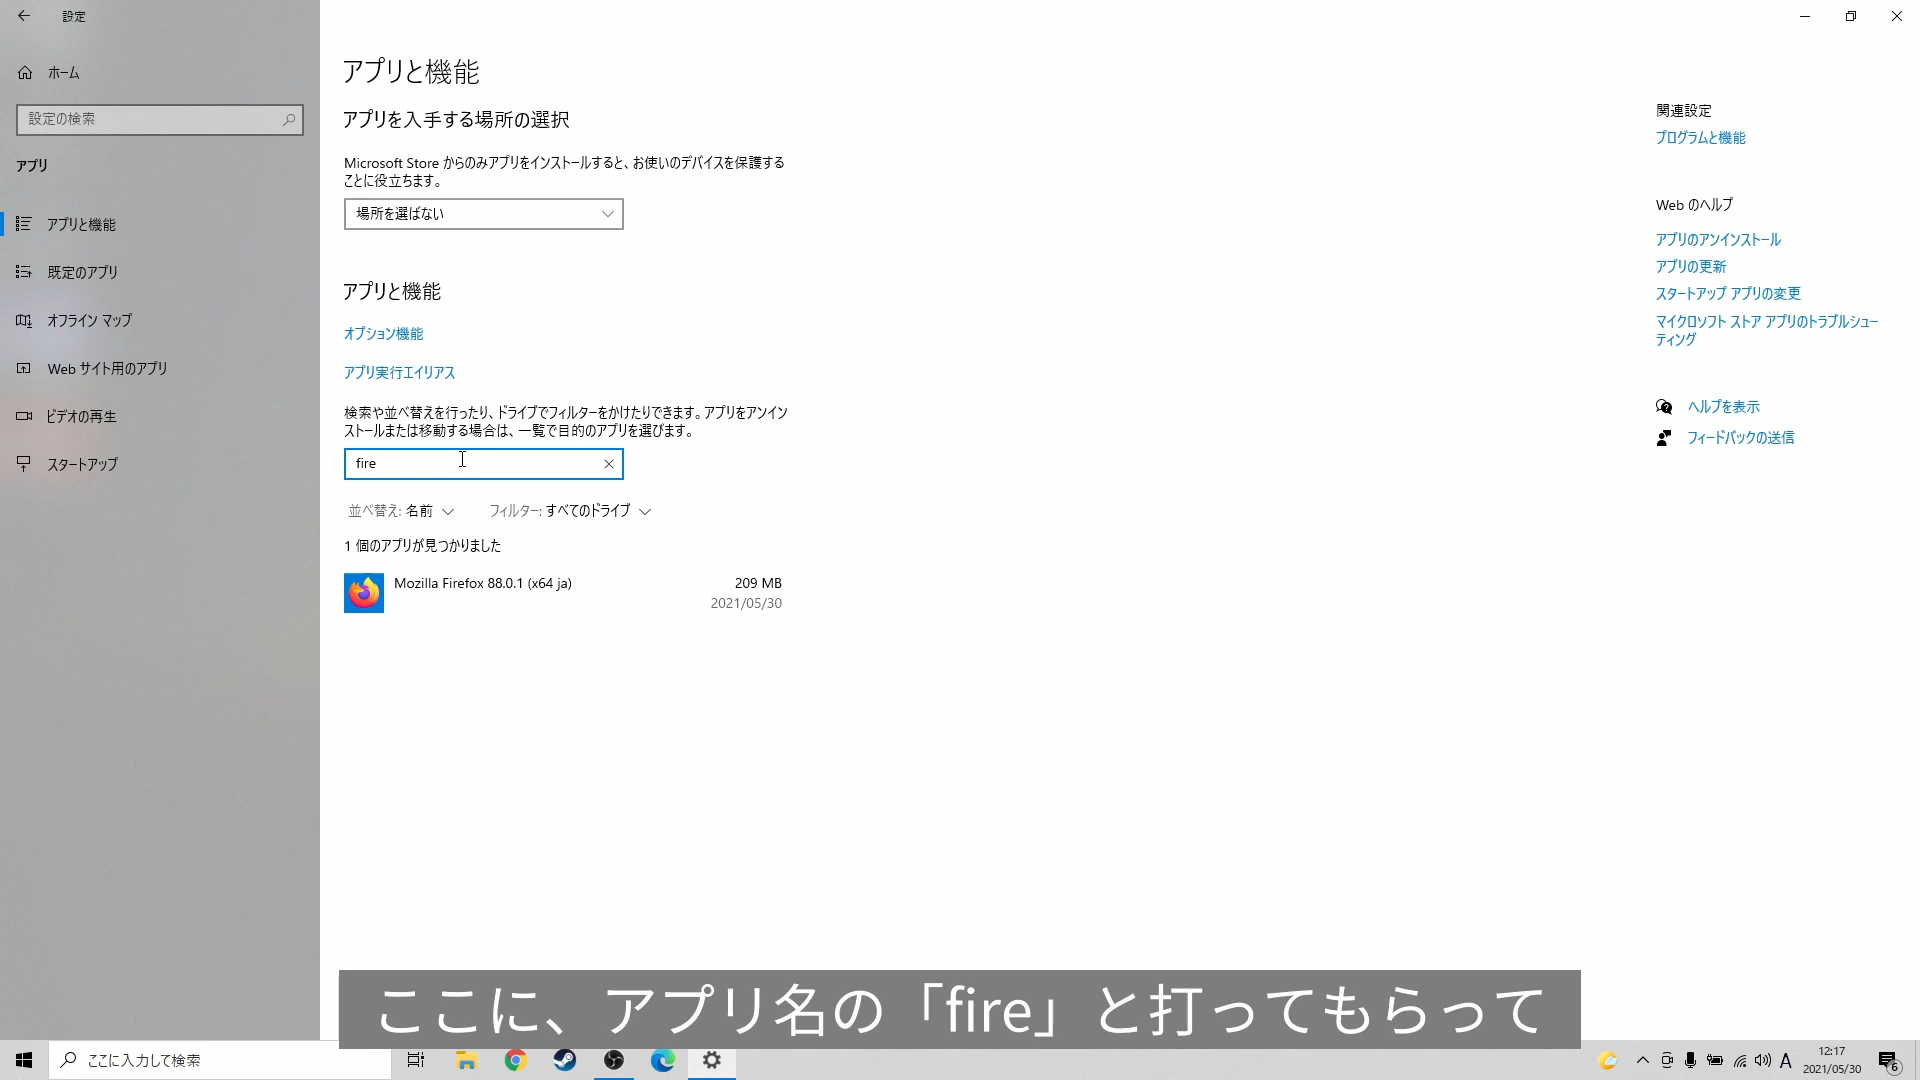 設定
ホーム
設定の検索
アプリ
アプリと機能
既定のアプリ
オフライン マップ
Web サイト用のアプリ
ビデオの再生
スタートアップ
アプリと機能
アプリを入手する場所の選択
Microsoft Store からのみアプリをインストールすると、お使いのデバイスを保護する
ことに役立ちます。
場所を選ばない
アプリと機能
オプション機能
アプリ実行エイリアス
検索や並べ替えを行ったり、ドライブでフィルターをかけたりできます。アプリをアンイン
ストールまたは移動する場合は、一覧で目的のアプリを選びます。
fire
並べ替え: 名前 フィルター: すべてのドライブ
1 個のアプリが見つかりました
Mozilla Firefox 88.0.1 (x64 ja) 209 MB
2021/05/30
関連設定
プログラムと機能
Web のヘルプ
アプリのアンインストール
アプリの更新
スタートアップ アプリの変更
マイクロソフト ストア アプリのトラブルシュー
ティング
ヘルプを表示
フィードバックの送信
ここに、アプリ名の「fire」と打ってもらって
ここに入力して検索
A
12:17
2021/05/30
6